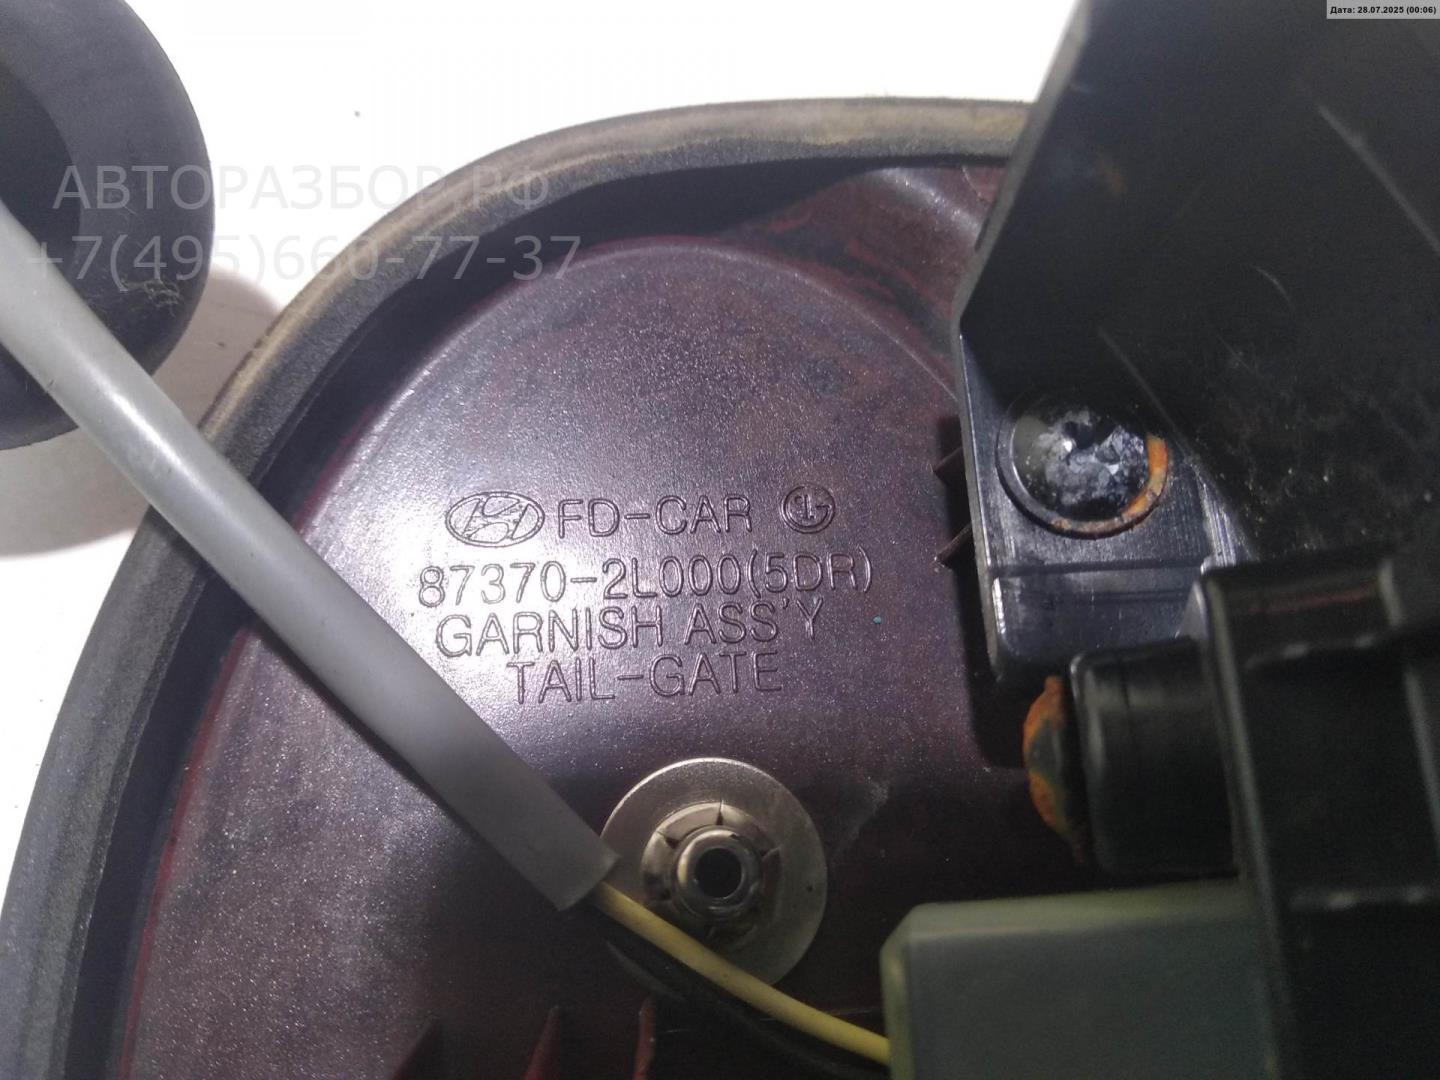 Дата: 28.07.2025 (00:06)
АВТОРАЗБОР.РФ
+7(495)660-77-37
FD-CAR
87370-2L000(5DR)
GARNISH ASS'Y
TAIL-GATE